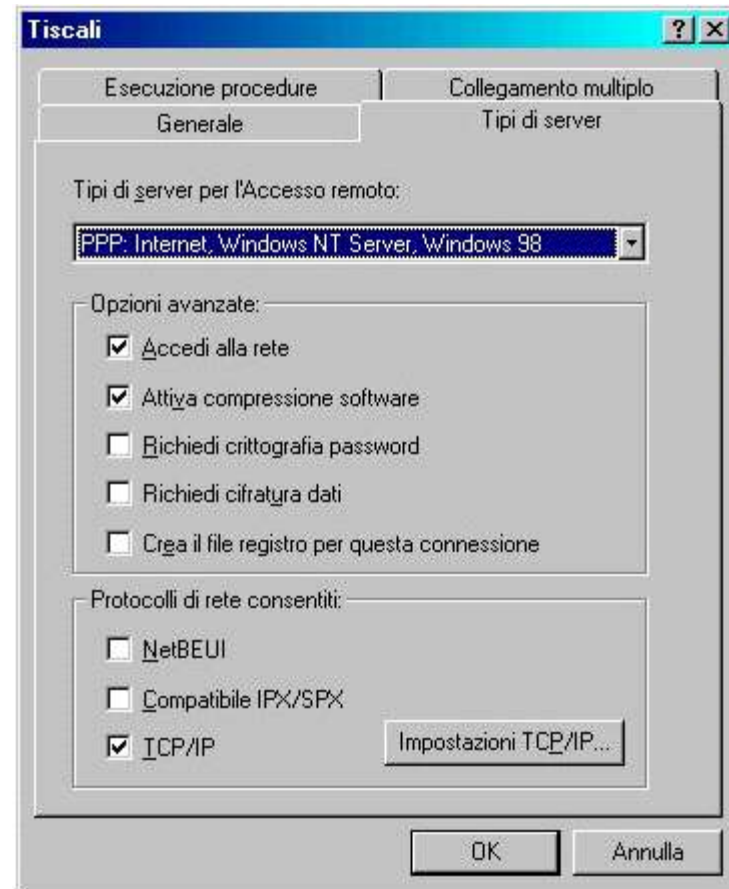 Tiscali
Esecuzione procedure
Collegamento multiplo
Generale
Tipi di server
Tipi di server per l'Accesso remoto:
PPP: Internet, Windows NT Server, Windows 98
Opzioni avanzate:
Accedi alla rete
Attiva compressione software
Richiedi crittografia password
Richiedi cifratura dati
Crea il file registro per questa connessione
Protocolli di rete consentiti:
NetBEUI
Compatibile IPX/SPX
TCP/IP
Impostazioni TCP/IP...
OK
Annulla